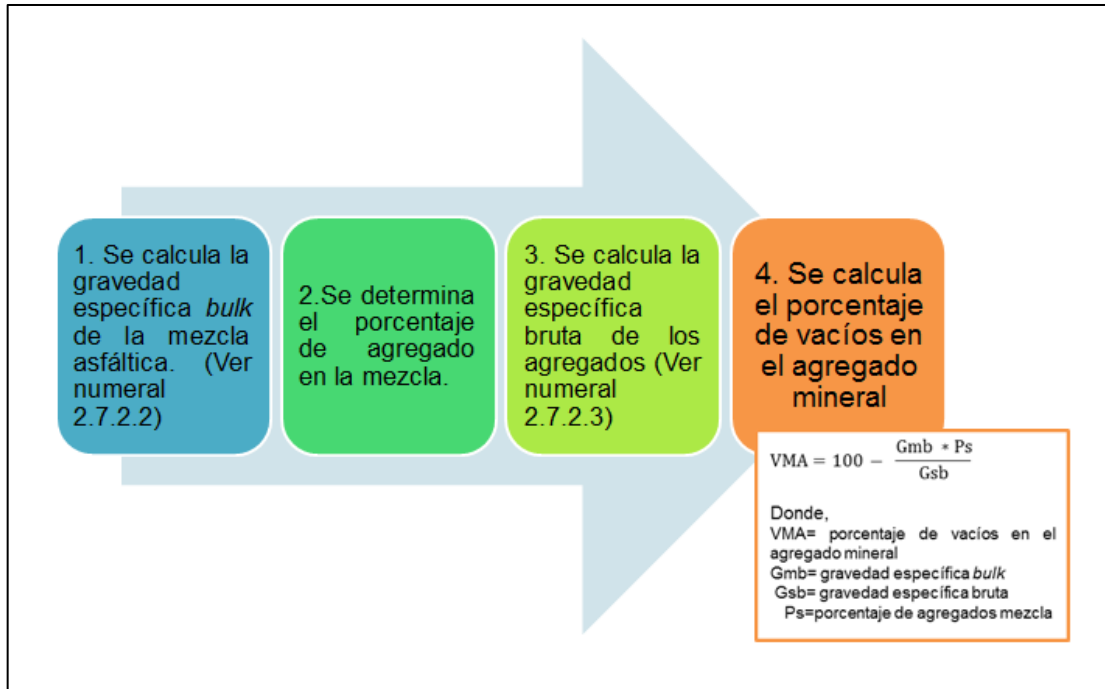 1. Se calcula la
gravedad
específica bulk
de la mezcla
asfáltica. (Ver
numeral
2.7.2.2)
2.Se determina
el porcentaje
de agregado
en la mezcla.
3. Se calcula la
gravedad
específica
bruta de los
agregados (Ver
numeral
2.7.2.3)
4. Se calcula
el porcentaje
de vacíos en
el agregado
mineral
VMA = 100 − Gmb * Ps / Gsb
Donde,
VMA= porcentaje de vacíos en el
agregado mineral
Gmb= gravedad específica bulk
Gsb= gravedad específica bruta
Ps=porcentaje de agregados mezcla